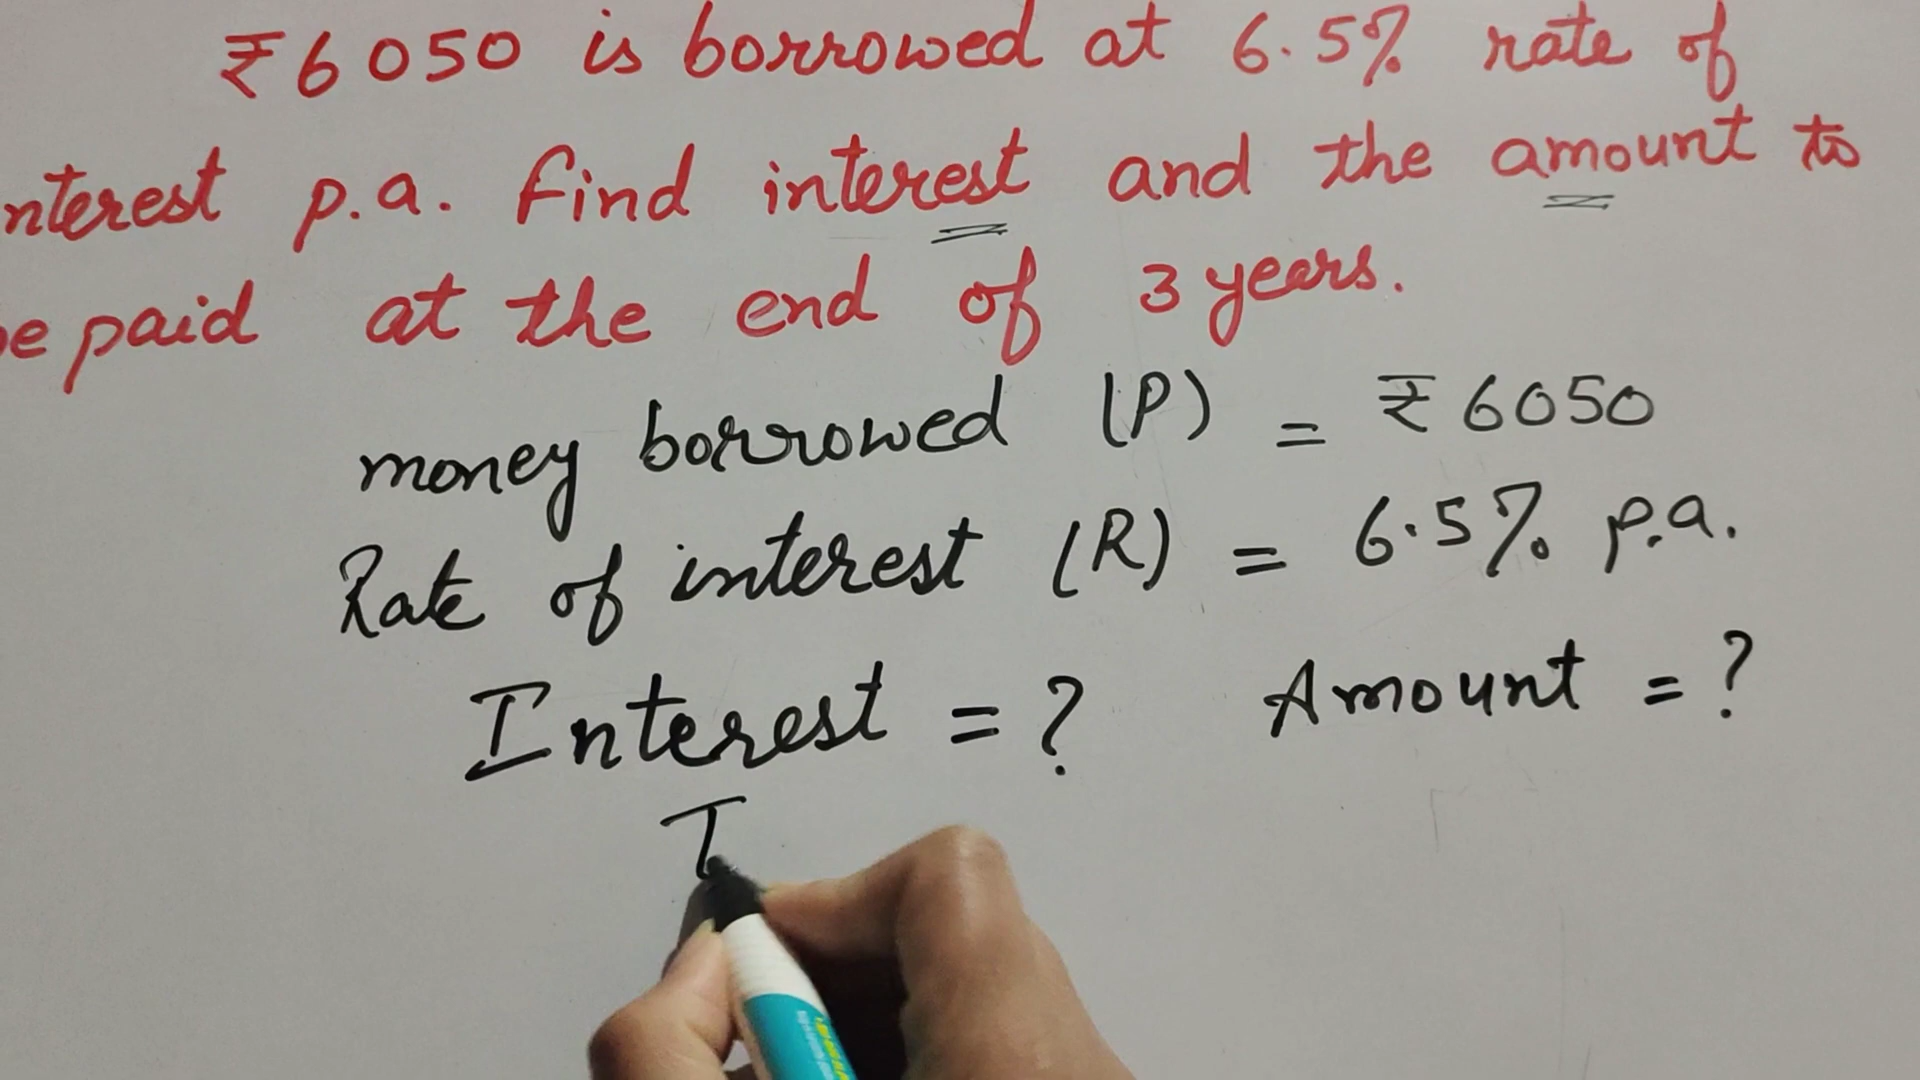 ₹6050 is borrowed at 6.5% rate of
nterest p.a. Find interest and the amount to
be paid at the end of 3 years.
money borrowed (P) = ₹6050
Rate of interest (R) = 6.5% p.a.
Interest = ? Amount = ?
T